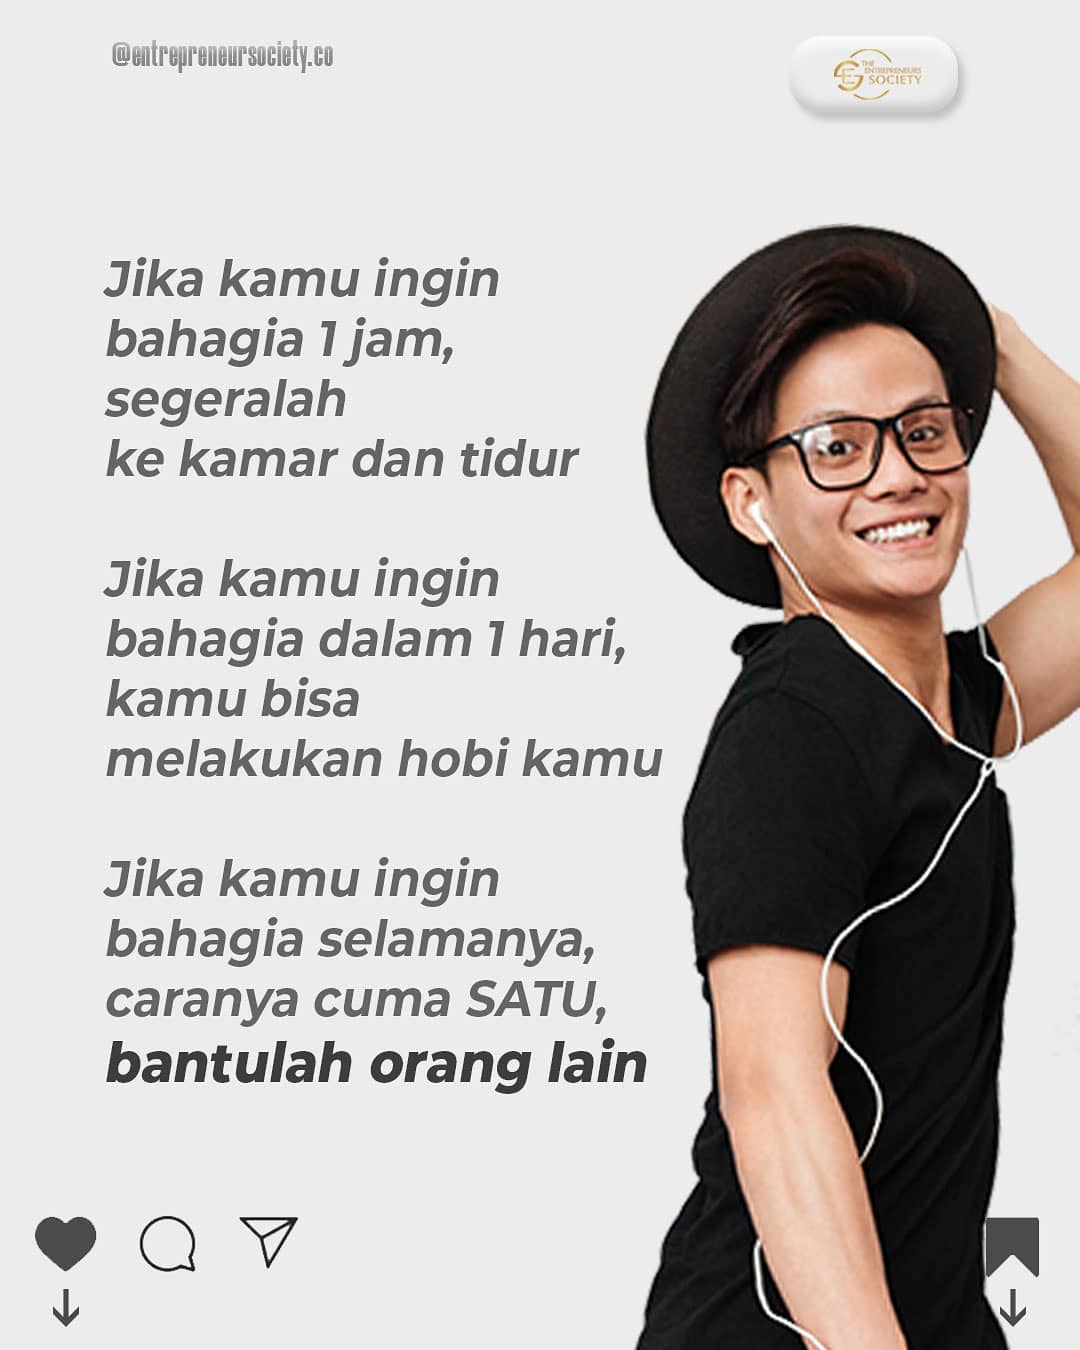 @entrepreneursociety.co
THE
ENTREPRENEURS
SOCIETY
Jika kamu ingin
bahagia 1 jam,
segeralah
ke kamar dan tidur
Jika kamu ingin
bahagia dalam 1 hari,
kamu bisa
melakukan hobi kamu
Jika kamu ingin
bahagia selamanya,
caranya cuma SATU,
bantulah orang lain